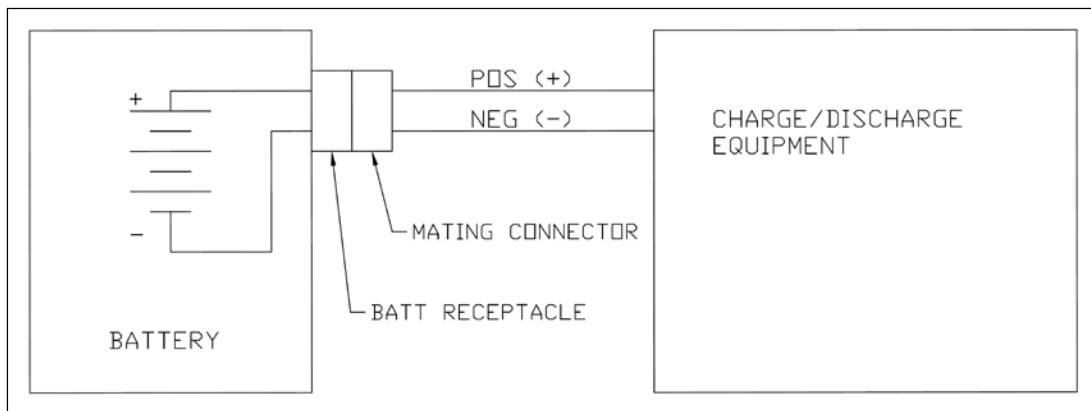 POS (+)
NEG (-)
CHARGE/DISCHARGE
EQUIPMENT
+
-
MATING CONNECTOR
BATT RECEPTACLE
BATTERY